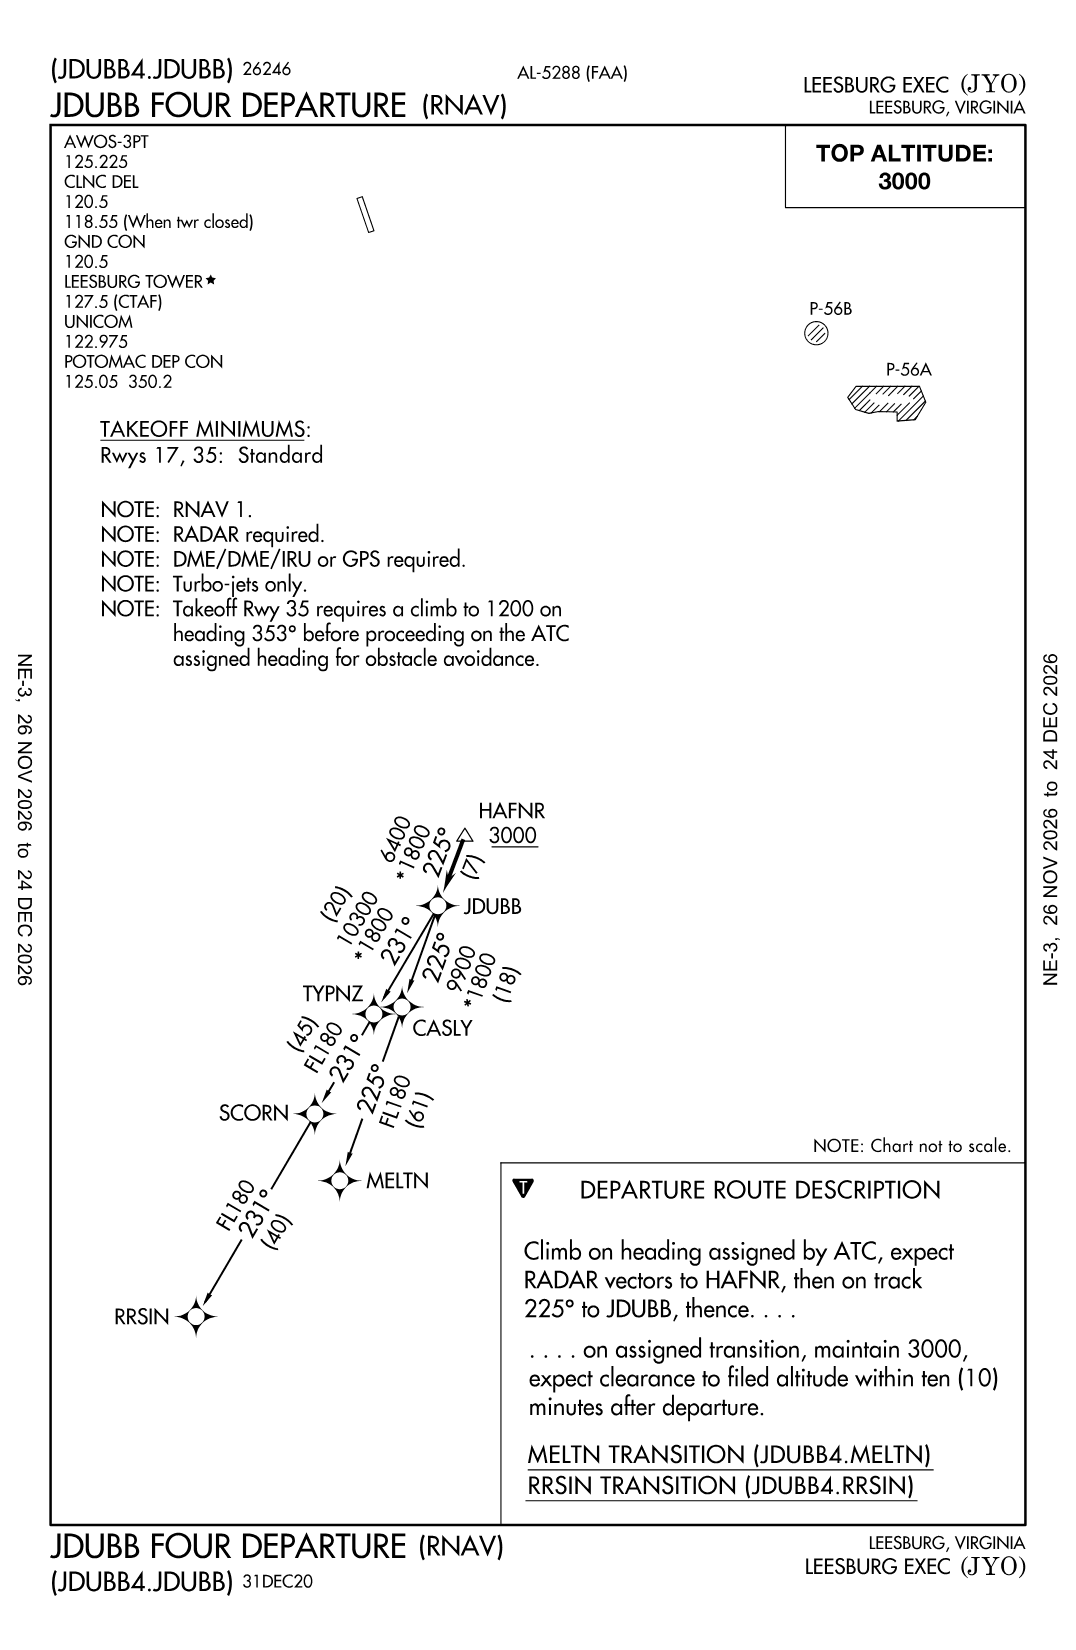 (JDUBB4.JDUBB) 26246
AL-5288 (FAA)
LEESBURG EXEC (JYO)
JDUBB FOUR DEPARTURE (RNAV)
LEESBURG, VIRGINIA
AWOS-3PT
125.225
CLNC DEL
120.5
118.55 (When twr closed)
GND CON
120.5
LEESBURG TOWER★
127.5 (CTAF)
UNICOM
122.975
POTOMAC DEP CON
125.05 350.2
TOP ALTITUDE:
3000
P-56B
P-56A
TAKEOFF MINIMUMS:
Rwys 17, 35: Standard
NOTE: RNAV 1.
NOTE: RADAR required.
NOTE: DME/DME/IRU or GPS required.
NOTE: Turbo-jets only.
NOTE: Takeoff Rwy 35 requires a climb to 1200 on
heading 353° before proceeding on the ATC
assigned heading for obstacle avoidance.
NE-3, 26 NOV 2026 to 24 DEC 2026
NE-3, 26 NOV 2026 to 24 DEC 2026
HAFNR
3000
6400
*1800
225°
(7)
JDUBB
(20)
10300
*1800
231°
225°
9900
*1800
(18)
TYPNZ
CASLY
(45)
FL180
231°
225°
FL180
(61)
SCORN
MELTN
FL180
231°
(40)
RRSIN
NOTE: Chart not to scale.
T
DEPARTURE ROUTE DESCRIPTION
Climb on heading assigned by ATC, expect
RADAR vectors to HAFNR, then on track
225° to JDUBB, thence. . . .
. . . . on assigned transition, maintain 3000,
expect clearance to filed altitude within ten (10)
minutes after departure.
MELTN TRANSITION (JDUBB4.MELTN)
RRSIN TRANSITION (JDUBB4.RRSIN)
JDUBB FOUR DEPARTURE (RNAV)
LEESBURG, VIRGINIA
(JDUBB4.JDUBB) 31DEC20
LEESBURG EXEC (JYO)